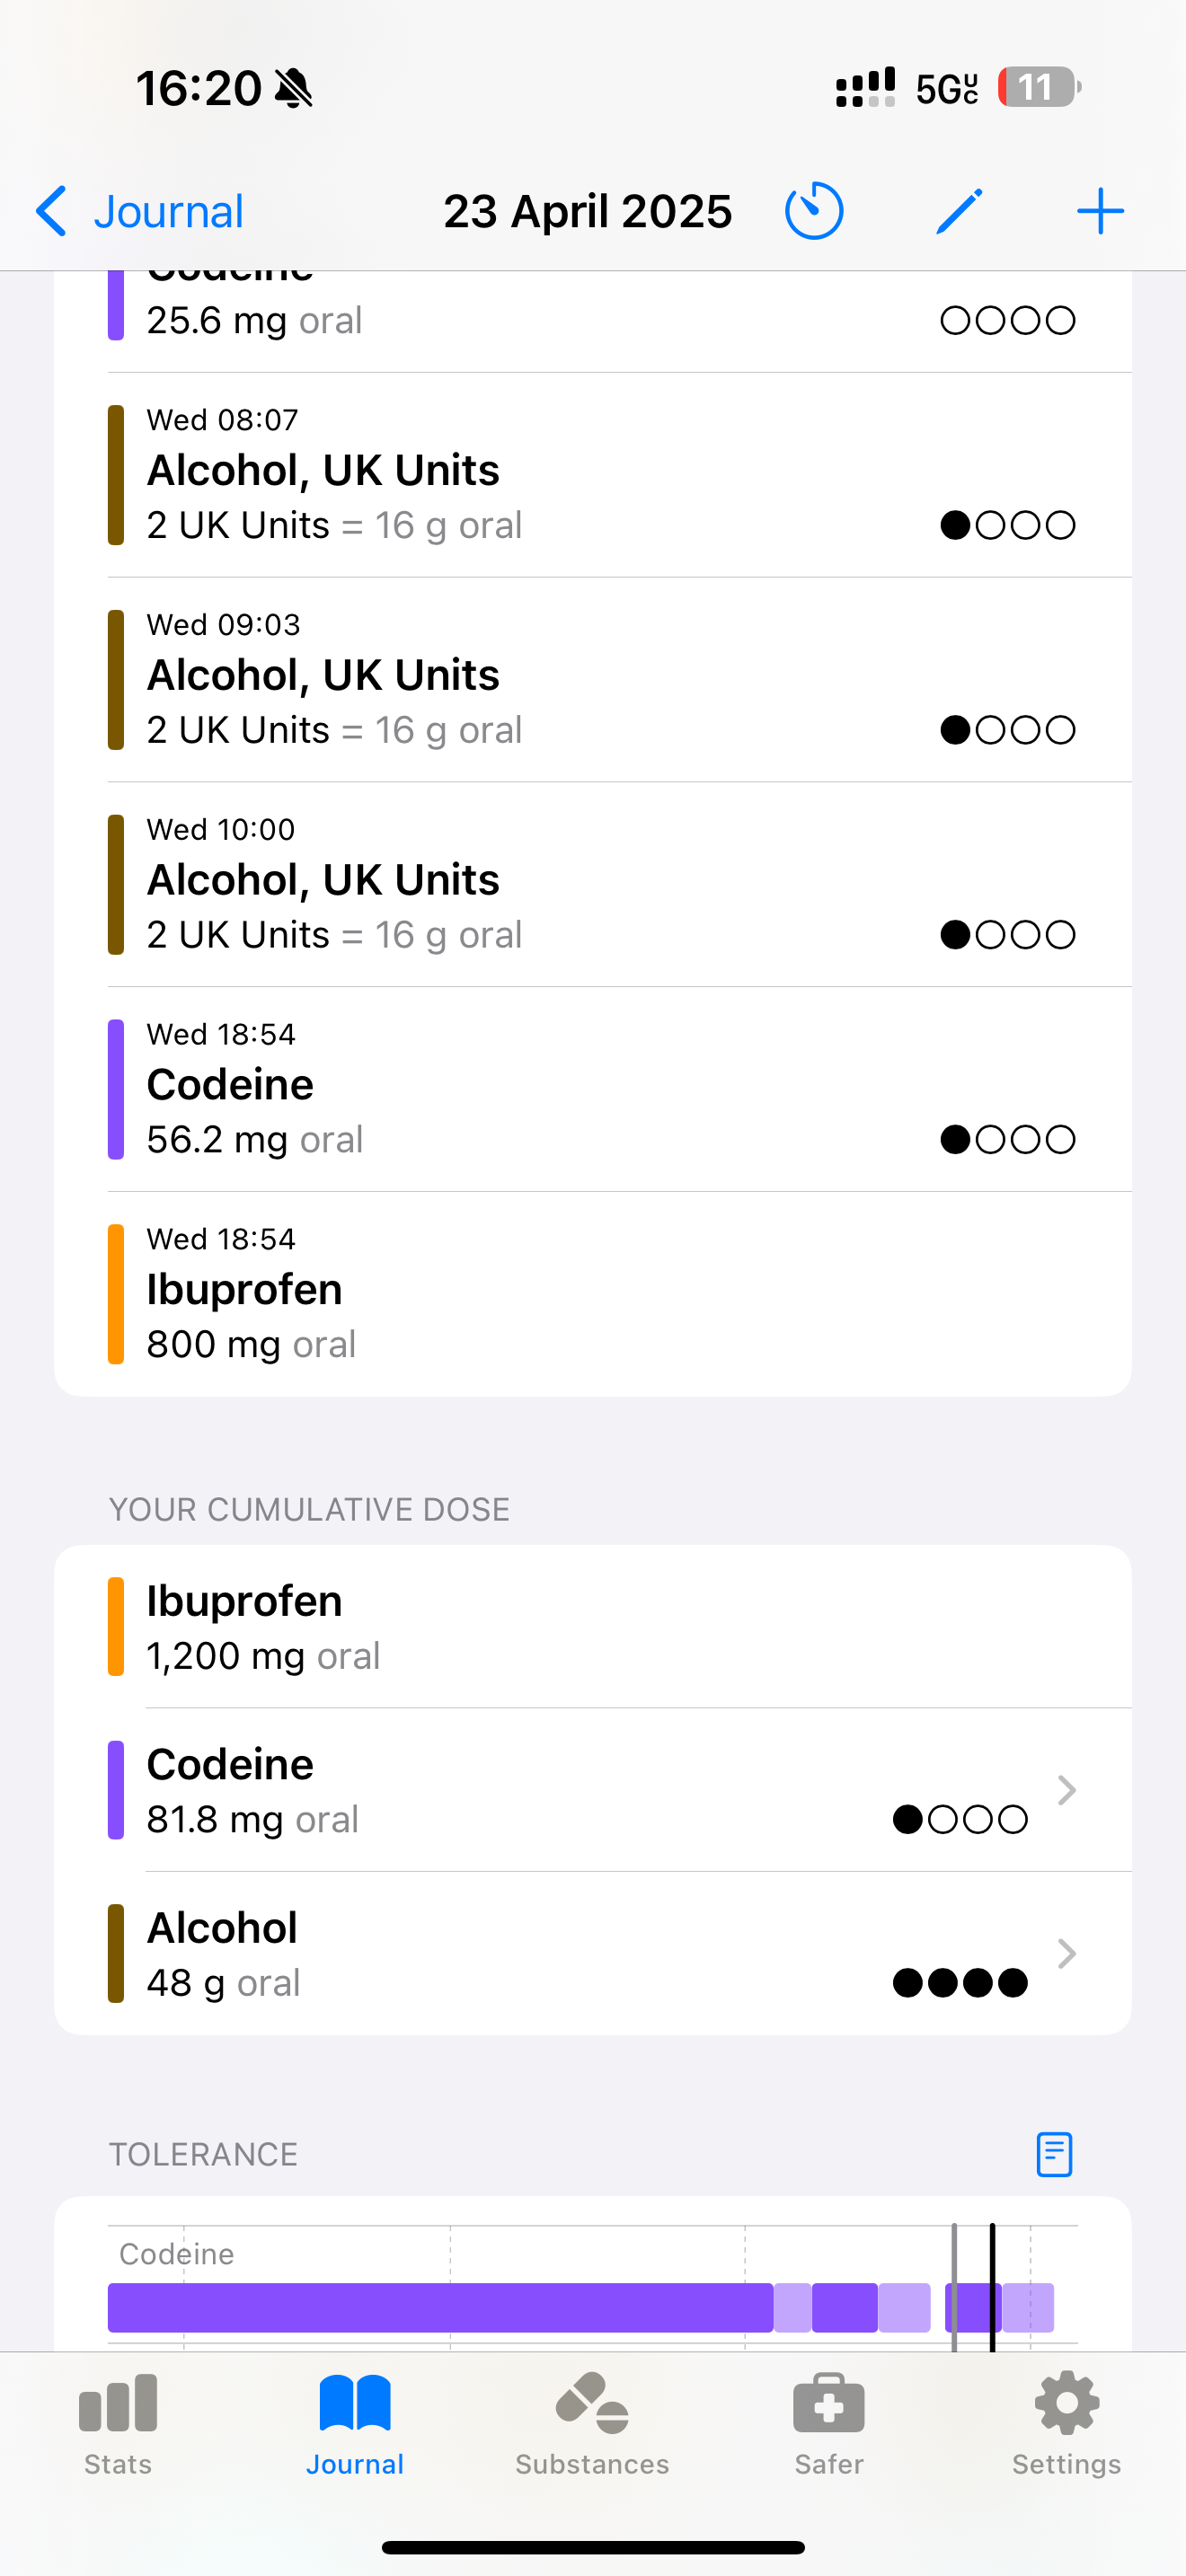 16:20
5G UC
11
Journal
23 April 2025
Codeine
25.6 mg oral
Wed 08:07
Alcohol, UK Units
2 UK Units = 16 g oral
Wed 09:03
Alcohol, UK Units
2 UK Units = 16 g oral
Wed 10:00
Alcohol, UK Units
2 UK Units = 16 g oral
Wed 18:54
Codeine
56.2 mg oral
Wed 18:54
Ibuprofen
800 mg oral
YOUR CUMULATIVE DOSE
Ibuprofen
1,200 mg oral
Codeine
81.8 mg oral
Alcohol
48 g oral
TOLERANCE
Codeine
Stats
Journal
Substances
Safer
Settings